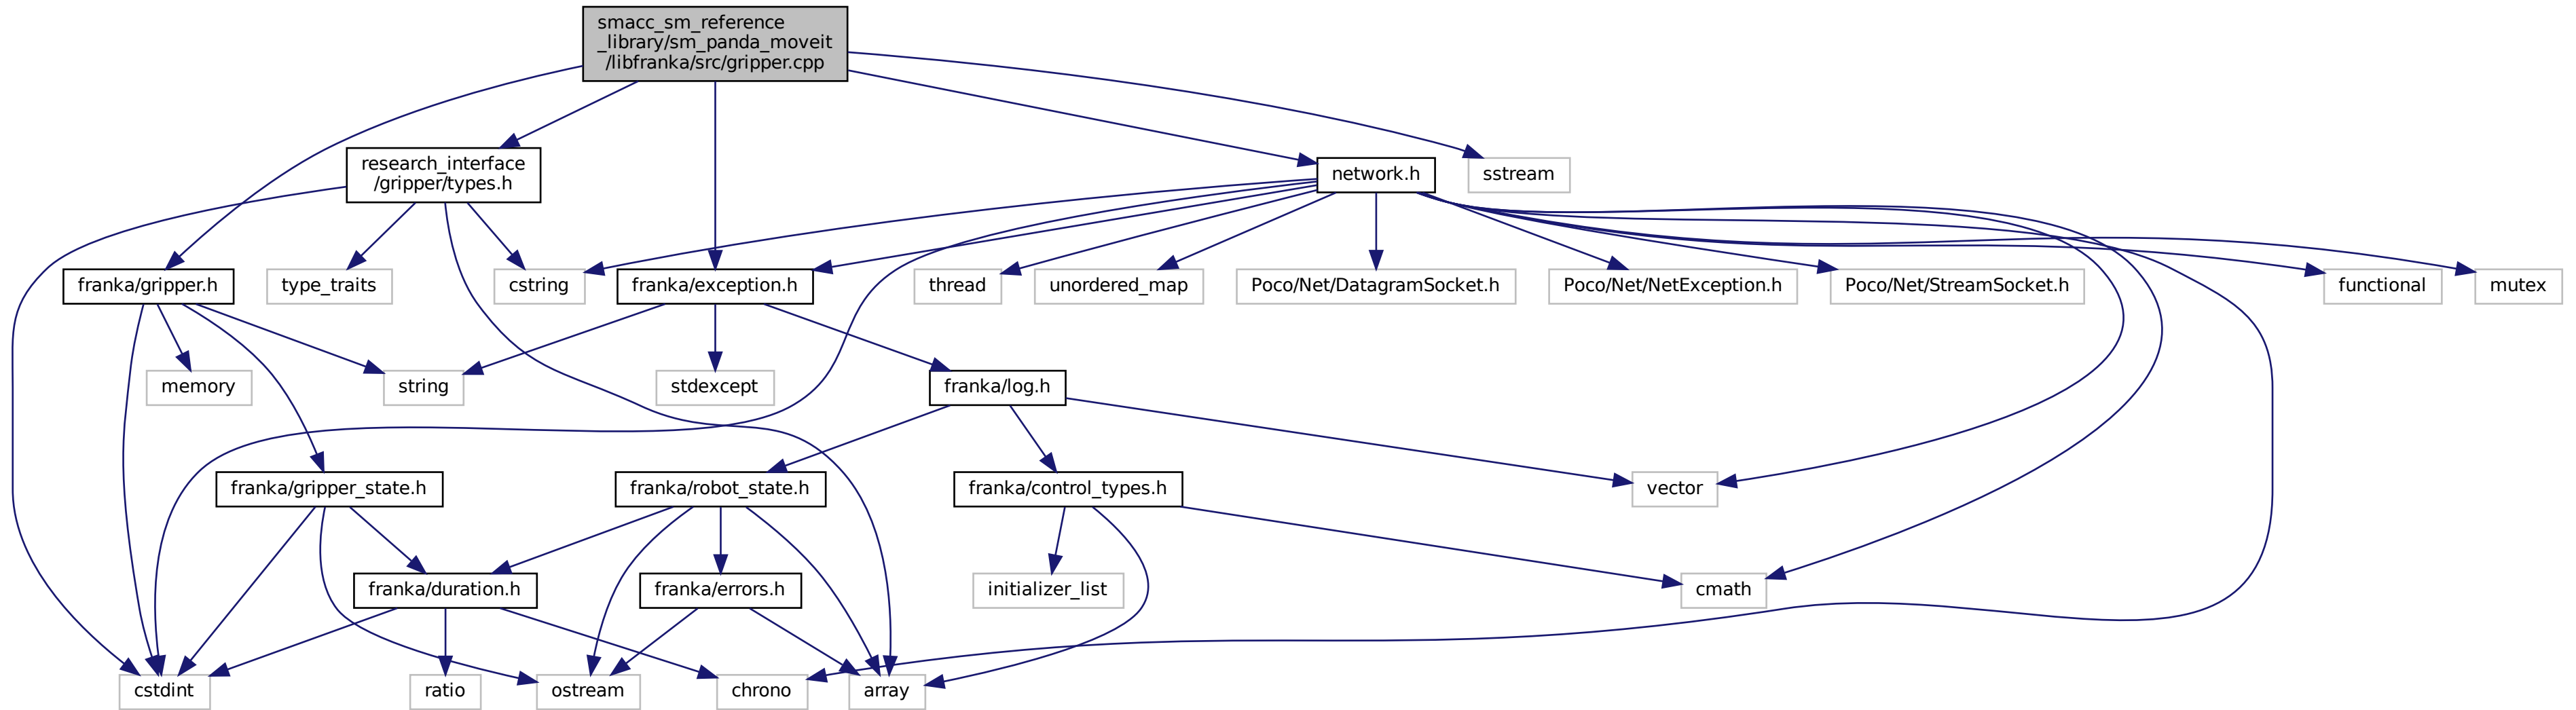 smacc_sm_reference
_library/sm_panda_moveit
/libfranka/src/gripper.cpp
research_interface
/gripper/types.h
network.h
sstream
franka/gripper.h
type_traits
cstring
franka/exception.h
thread
unordered_map
Poco/Net/DatagramSocket.h
Poco/Net/NetException.h
Poco/Net/StreamSocket.h
functional
mutex
memory
string
stdexcept
franka/log.h
franka/gripper_state.h
franka/robot_state.h
franka/control_types.h
vector
franka/duration.h
franka/errors.h
initializer_list
cmath
cstdint
ratio
ostream
chrono
array